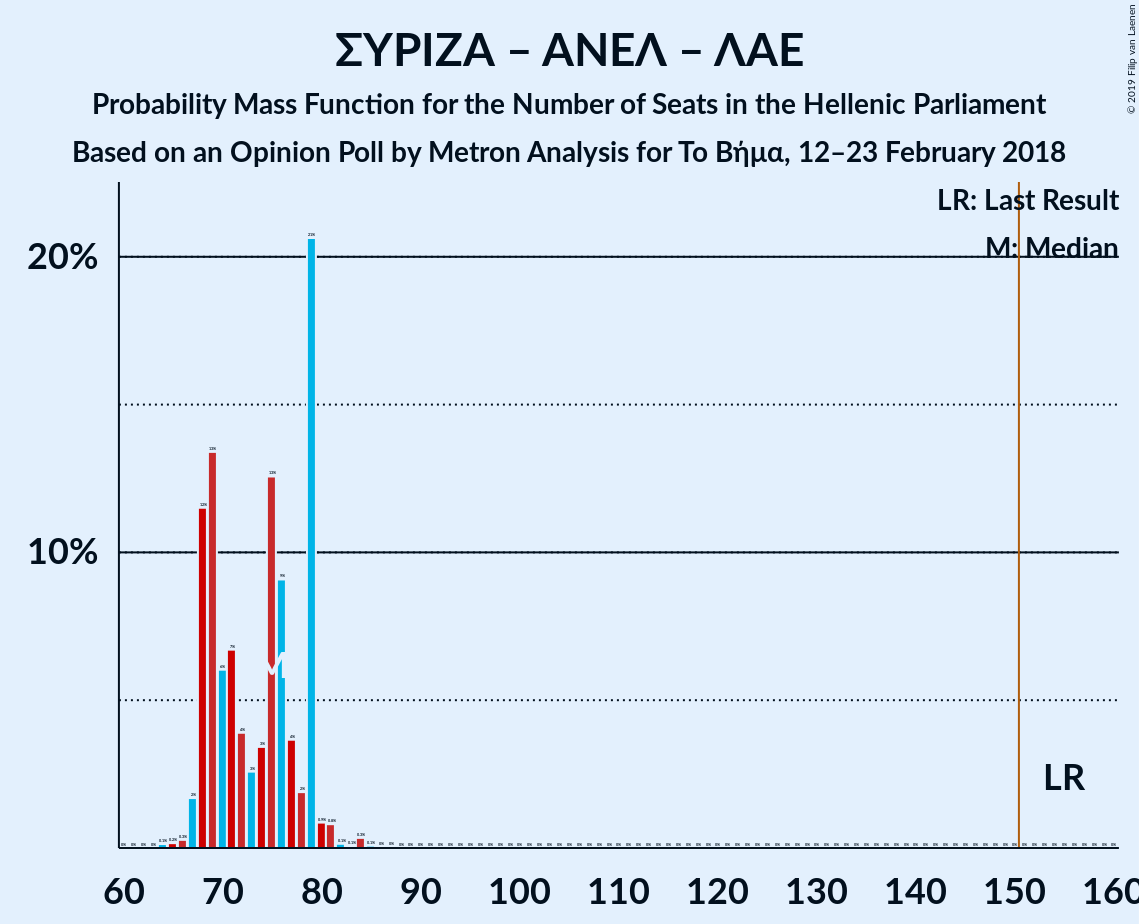 ΣΥΡΙΖΑ – ΑΝΕΛ – ΛΑΕ
Probability Mass Function for the Number of Seats in the Hellenic Parliament
Based on an Opinion Poll by Metron Analysis for Το Βήμα, 12–23 February 2018
© 2019 Filip van Laenen
LR: Last Result
M: Median
20%
10%
M
LR
60 70 80 90 100 110 120 130 140 150 160